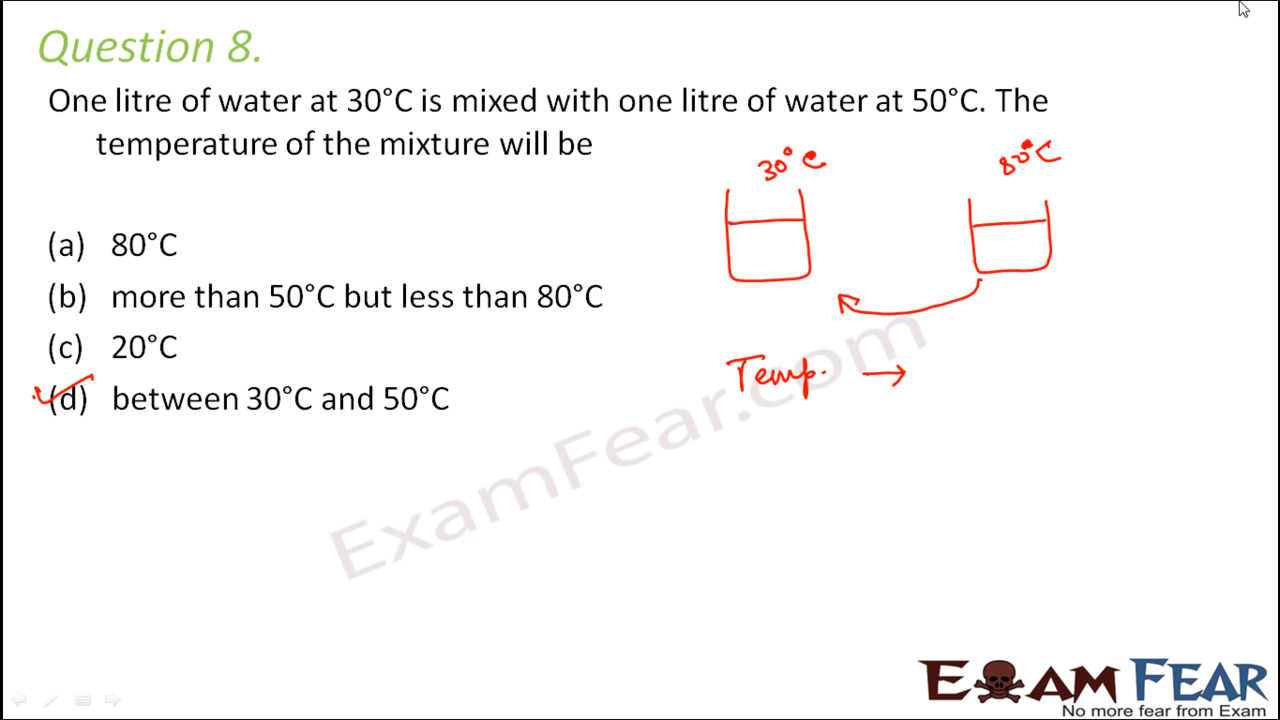 Question 8.
One litre of water at 30°C is mixed with one litre of water at 50°C. The
temperature of the mixture will be
30°C
80°C
(a) 80°C
(b) more than 50°C but less than 80°C
(c) 20°C
(d) between 30°C and 50°C
Temp. →
ExamFear.com
EXAM FEAR
No more fear from Exam